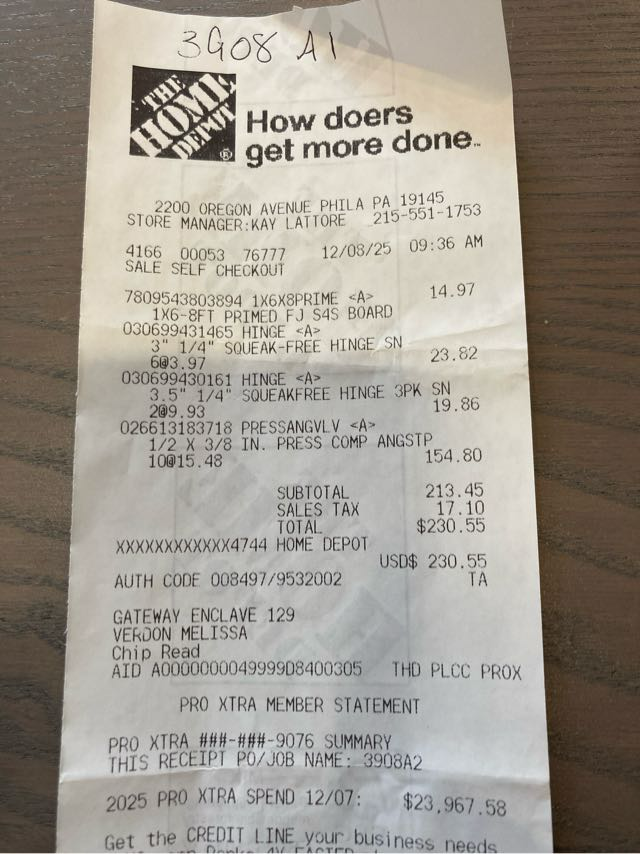 3908 A1
THE
HOME
DEPOT
®
How doers
get more done™
2200 OREGON AVENUE PHILA PA 19145
STORE MANAGER:KAY LATTORE 215-551-1753
4166 00053 76777 12/08/25 09:36 AM
SALE SELF CHECKOUT
7809543803894 1X6X8PRIME <A> 14.97
1X6-8FT PRIMED FJ S4S BOARD
030699431465 HINGE <A>
3" 1/4" SQUEAK-FREE HINGE SN
6@3.97 23.82
030699430161 HINGE <A>
3.5" 1/4" SQUEAKFREE HINGE 3PK SN
2@9.93 19.86
026613183718 PRESSANGVLV <A>
1/2 X 3/8 IN. PRESS COMP ANGSTP
10@15.48 154.80
SUBTOTAL 213.45
SALES TAX 17.10
TOTAL $230.55
XXXXXXXXXXXX4744 HOME DEPOT
USD$ 230.55
AUTH CODE 008497/9532002 TA
GATEWAY ENCLAVE 129
VERDON MELISSA
Chip Read
AID A0000000049999D8400305 THD PLCC PROX
PRO XTRA MEMBER STATEMENT
PRO XTRA ###-###-9076 SUMMARY
THIS RECEIPT PO/JOB NAME: 3908A2
2025 PRO XTRA SPEND 12/07: $23,967.58
Get the CREDIT LINE your business needs